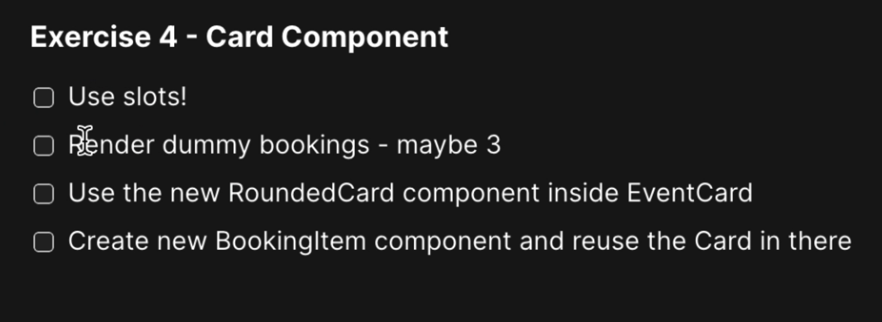 Exercise 4 - Card Component
Use slots!
Render dummy bookings - maybe 3
Use the new RoundedCard component inside EventCard
Create new BookingItem component and reuse the Card in there